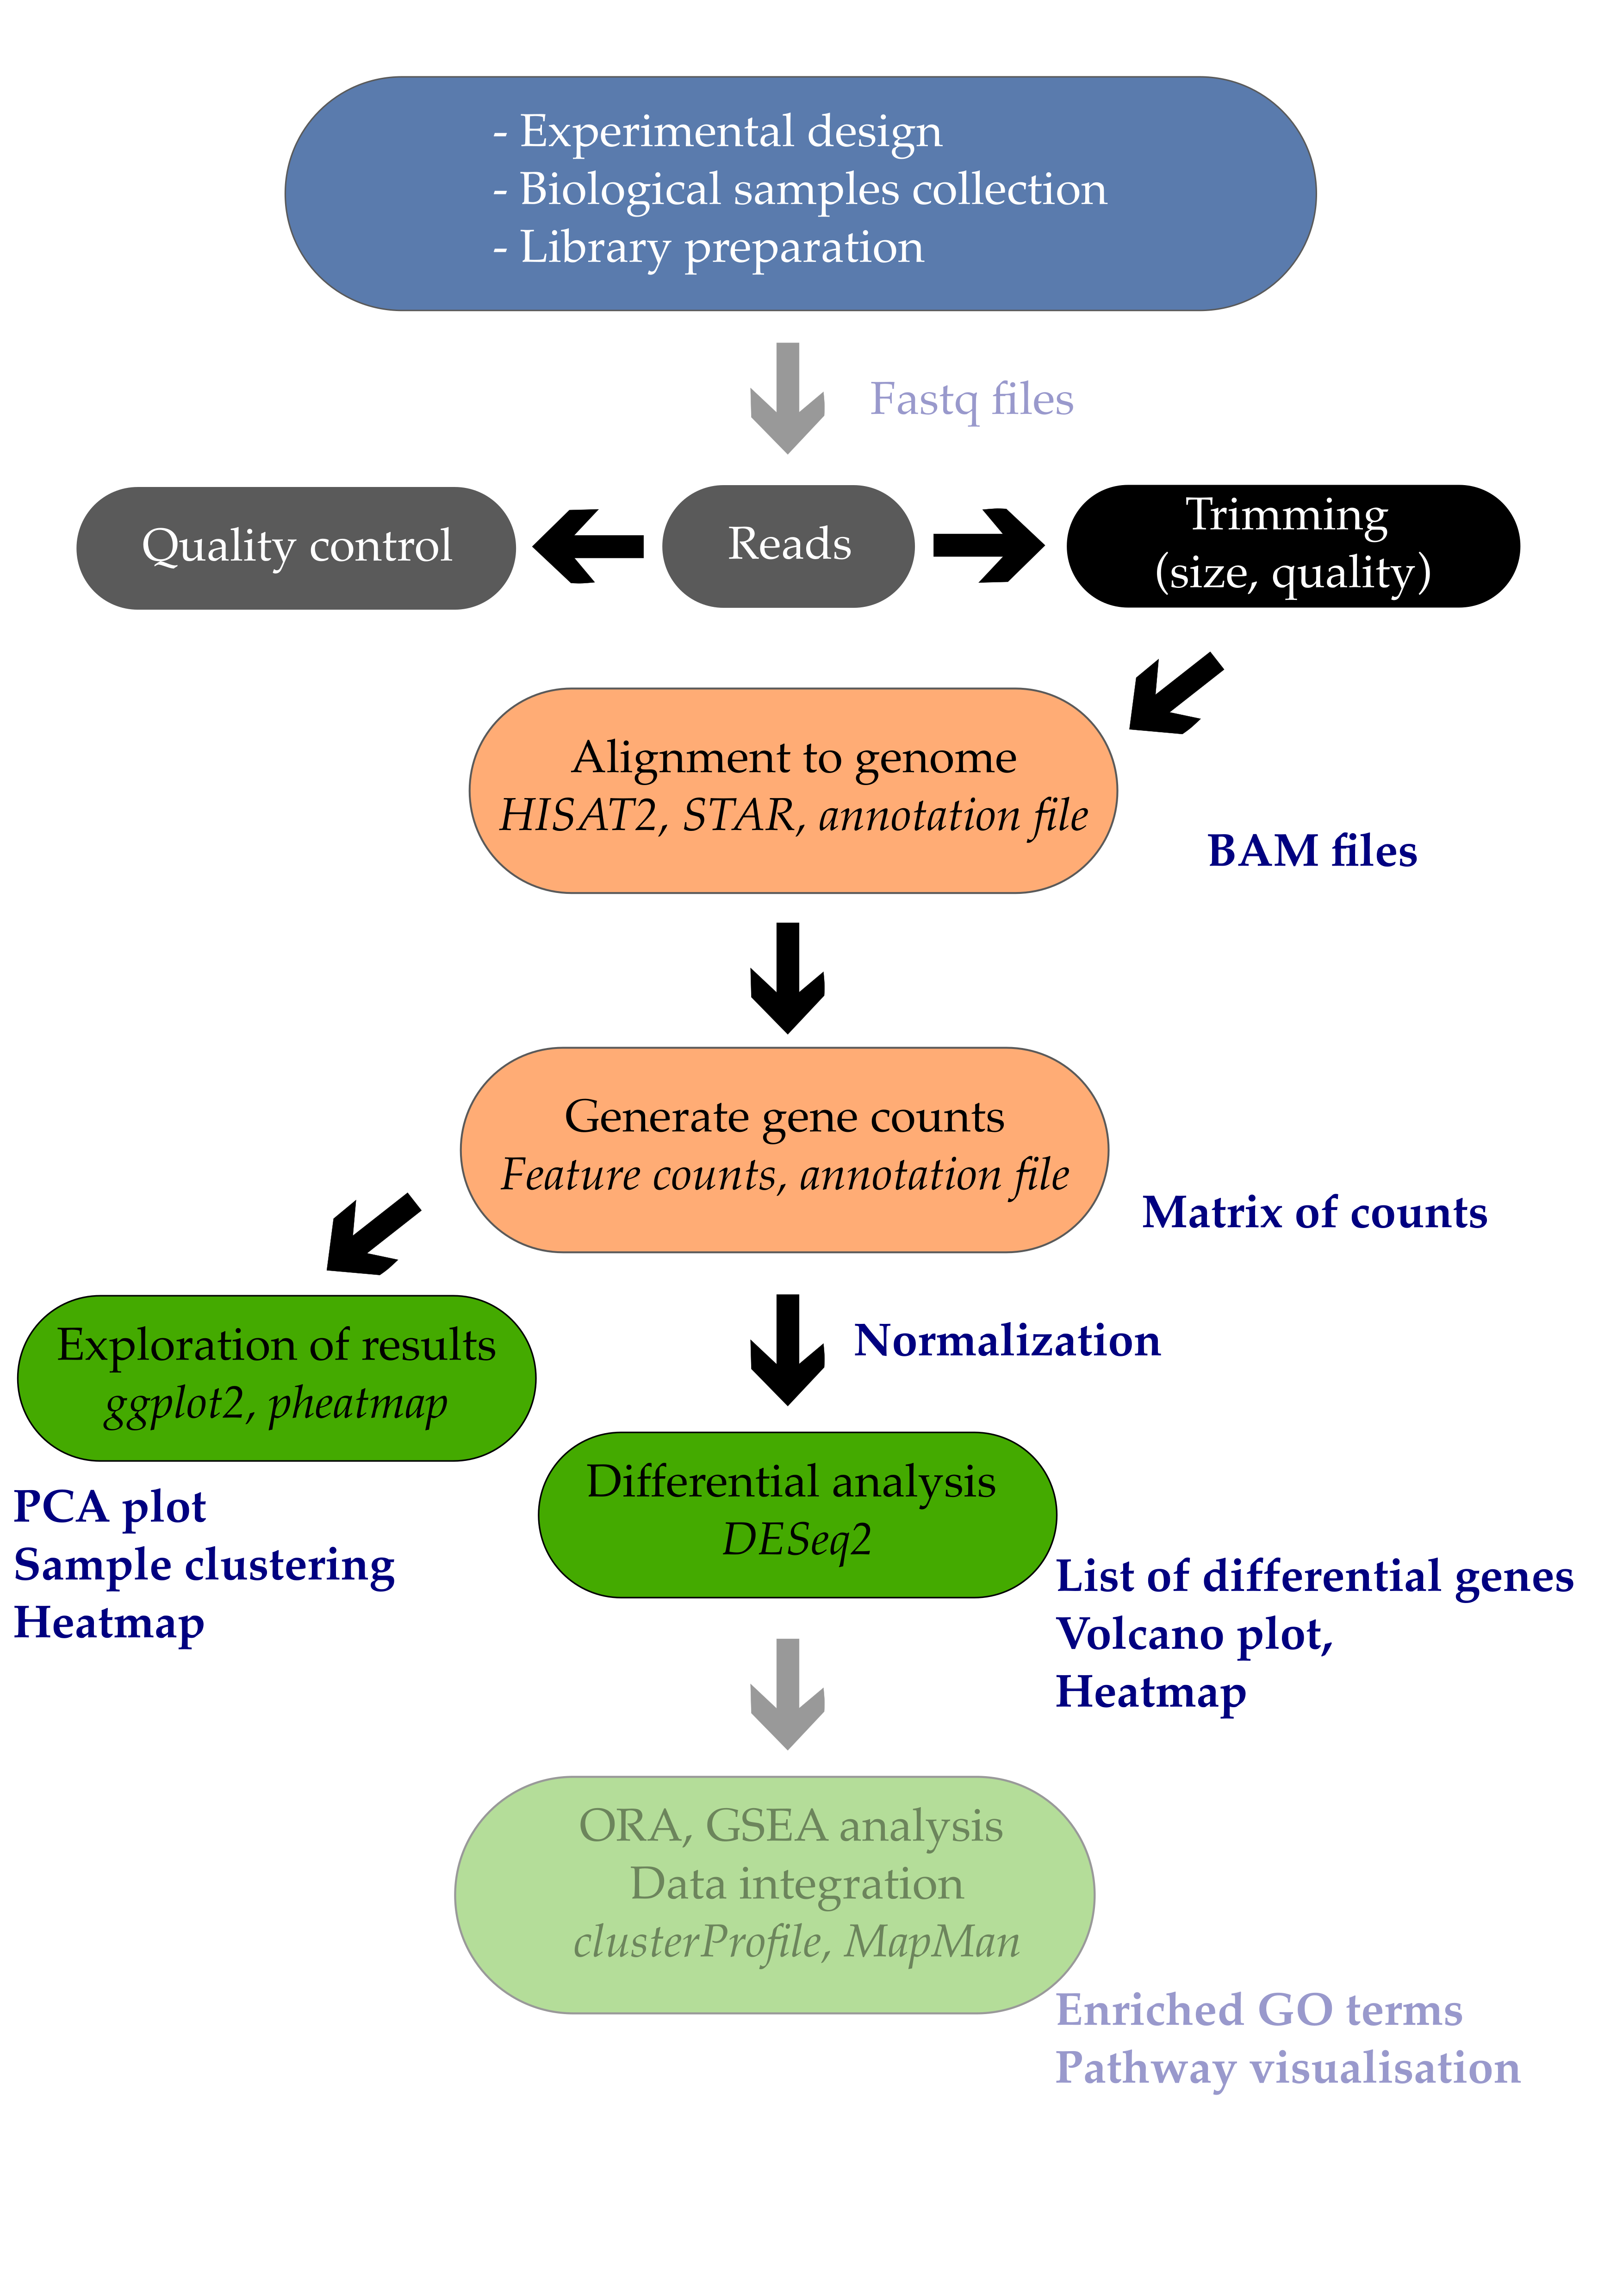 - Experimental design
- Biological samples collection
- Library preparation
Fastq files
Quality control
Reads
Trimming
(size, quality)
Alignment to genome
HISAT2, STAR, annotation file
BAM files
Generate gene counts
Feature counts, annotation file
Matrix of counts
Normalization
Exploration of results
ggplot2, pheatmap
PCA plot
Sample clustering
Heatmap
Differential analysis
DESeq2
List of differential genes
Volcano plot,
Heatmap
ORA, GSEA analysis
Data integration
clusterProfile, MapMan
Enriched GO terms
Pathway visualisation